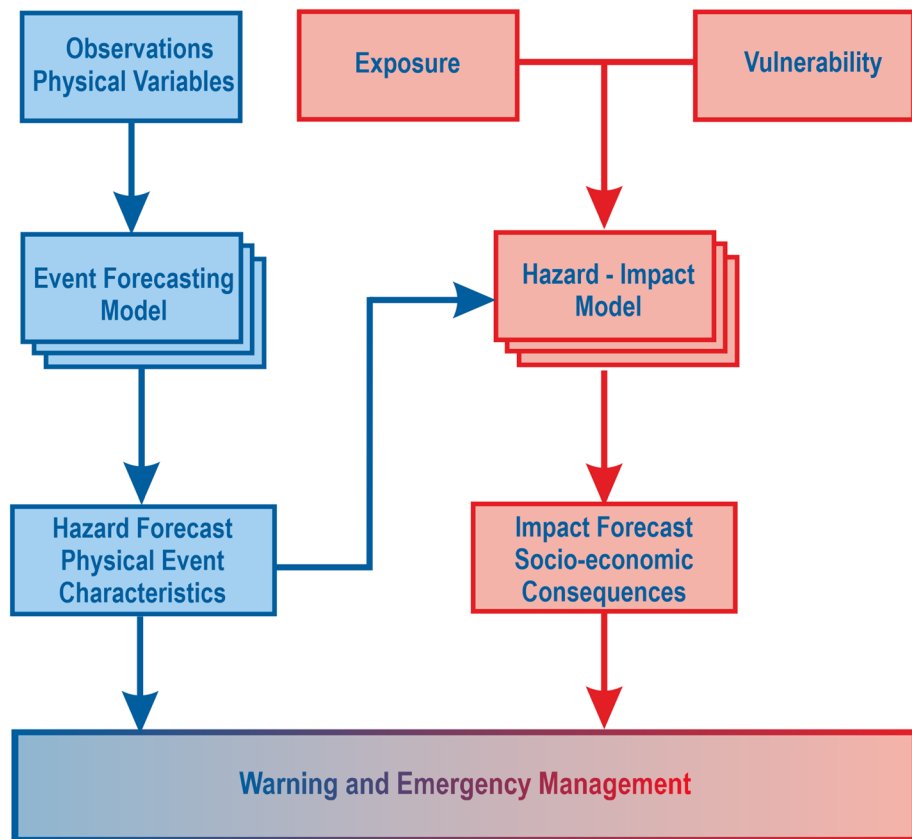 Observations
Physical Variables
Exposure
Vulnerability
Event Forecasting
Model
Hazard - Impact
Model
Hazard Forecast
Physical Event
Characteristics
Impact Forecast
Socio-economic
Consequences
Warning and Emergency Management